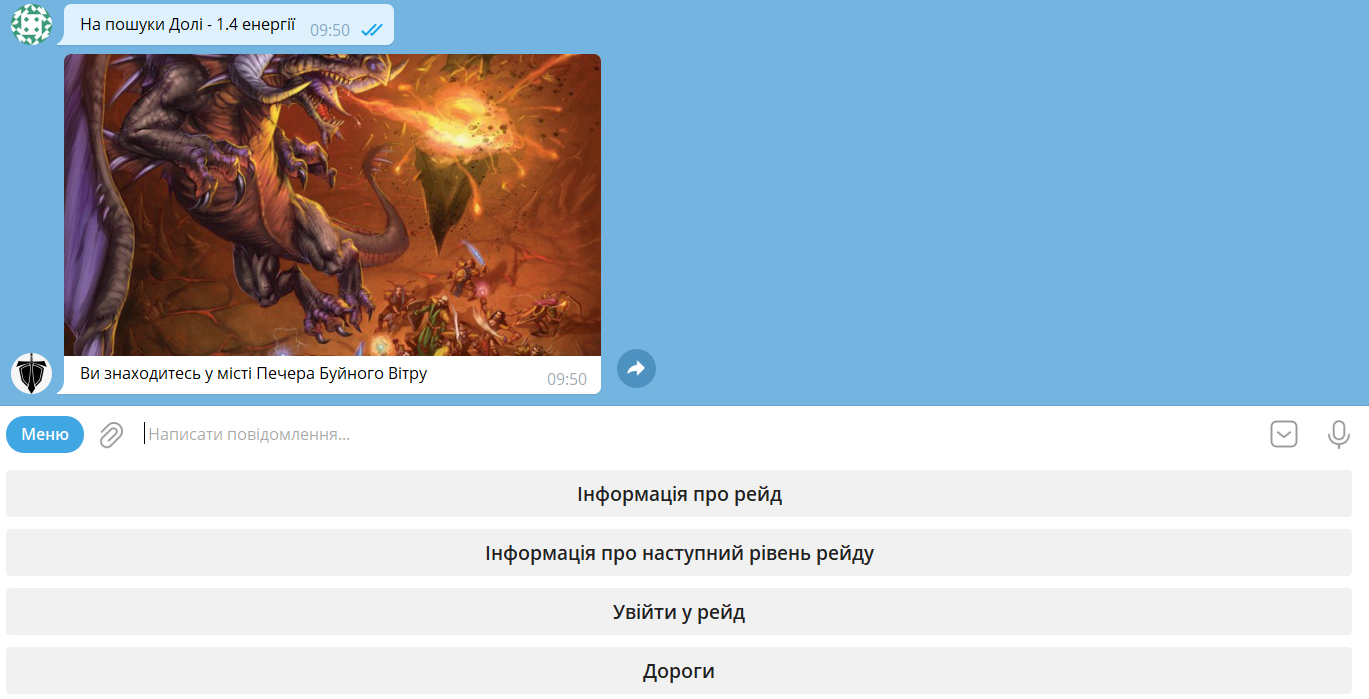 На пошуки Долі - 1.4 енергії
09:50
Ви знаходитесь у місті Печера Буйного Вітру
09:50
Меню
Написати повідомлення...
Інформація про рейд
Інформація про наступний рівень рейду
Увійти у рейд
Дороги